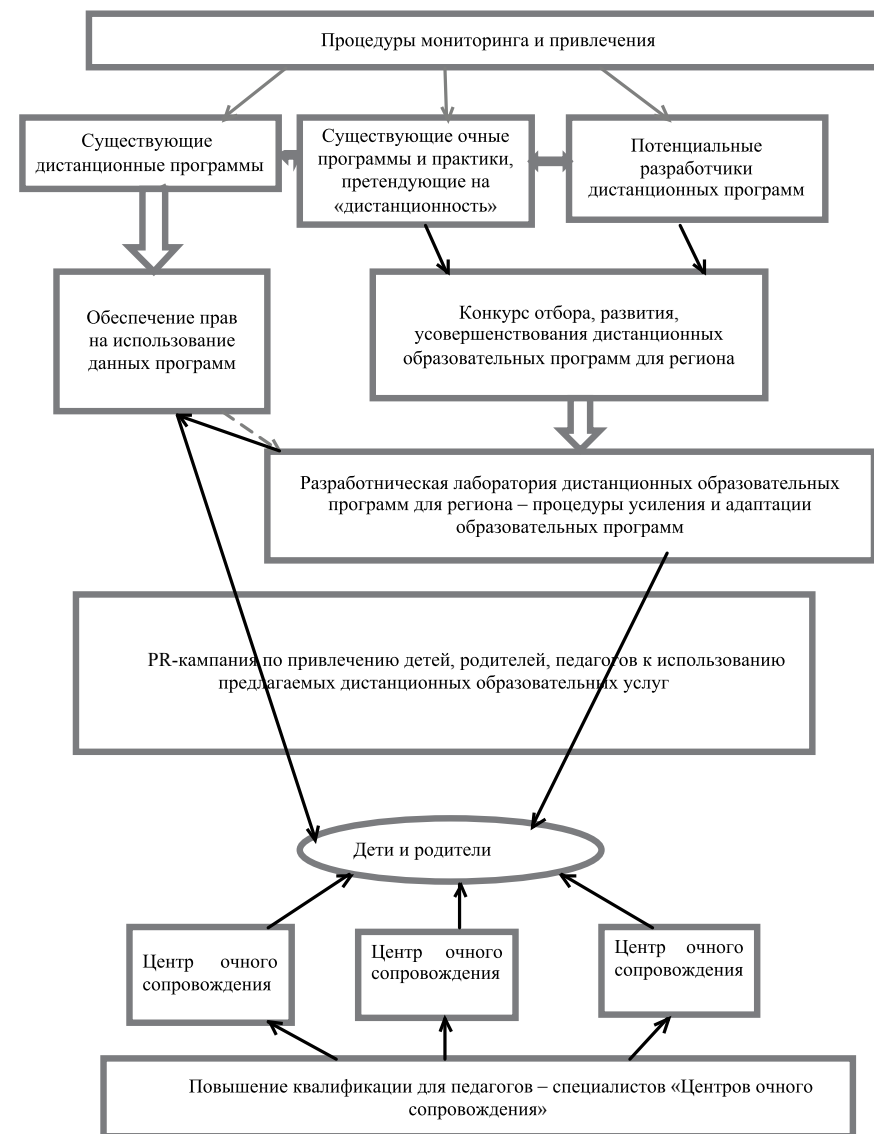 Процедуры мониторинга и привлечения
Существующие
дистанционные программы
Существующие очные
программы и практики,
претендующие на
«дистанционность»
Потенциальные
разработчики
дистанционных программ
Обеспечение прав
на использование
данных программ
Конкурс отбора, развития,
усовершенствования дистанционных
образовательных программ для региона
Разработническая лаборатория дистанционных образовательных
программ для региона – процедуры усиления и адаптации
образовательных программ
PR-кампания по привлечению детей, родителей, педагогов к использованию
предлагаемых дистанционных образовательных услуг
Дети и родители
Центр очного
сопровождения
Центр очного
сопровождения
Центр очного
сопровождения
Повышение квалификации для педагогов – специалистов «Центров очного
сопровождения»